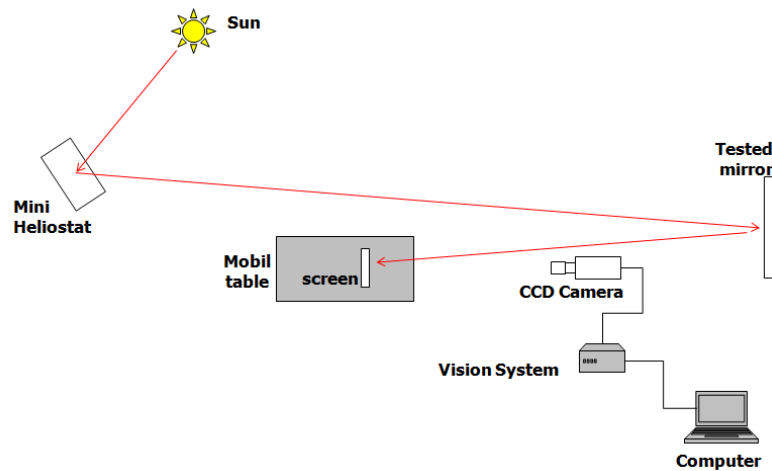 Sun
Tested
mirror
Mini
Heliostat
Mobil
table
screen
CCD Camera
Vision System
Computer